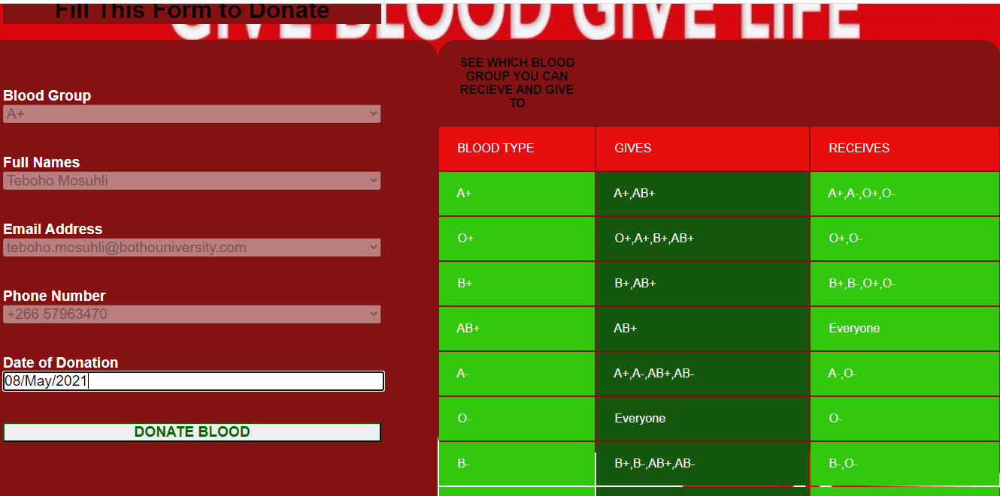 Fill This Form to Donate
GIVE BLOOD GIVE LIFE
Blood Group
A+
Full Names
Teboho Mosuhli
Email Address
teboho.mosuhli@bothouniversity.com
Phone Number
+266 57963470
Date of Donation
08/May/2021
DONATE BLOOD
SEE WHICH BLOOD
GROUP YOU CAN
RECIEVE AND GIVE
TO
BLOOD TYPE GIVES RECEIVES
A+ A+,AB+ A+,A-,O+,O-
O+ O+,A+,B+,AB+ O+,O-
B+ B+,AB+ B+,B-,O+,O-
AB+ AB+ Everyone
A- A+,A-,AB+,AB- A-,O-
O- Everyone O-
B- B+,B-,AB+,AB- B-,O-